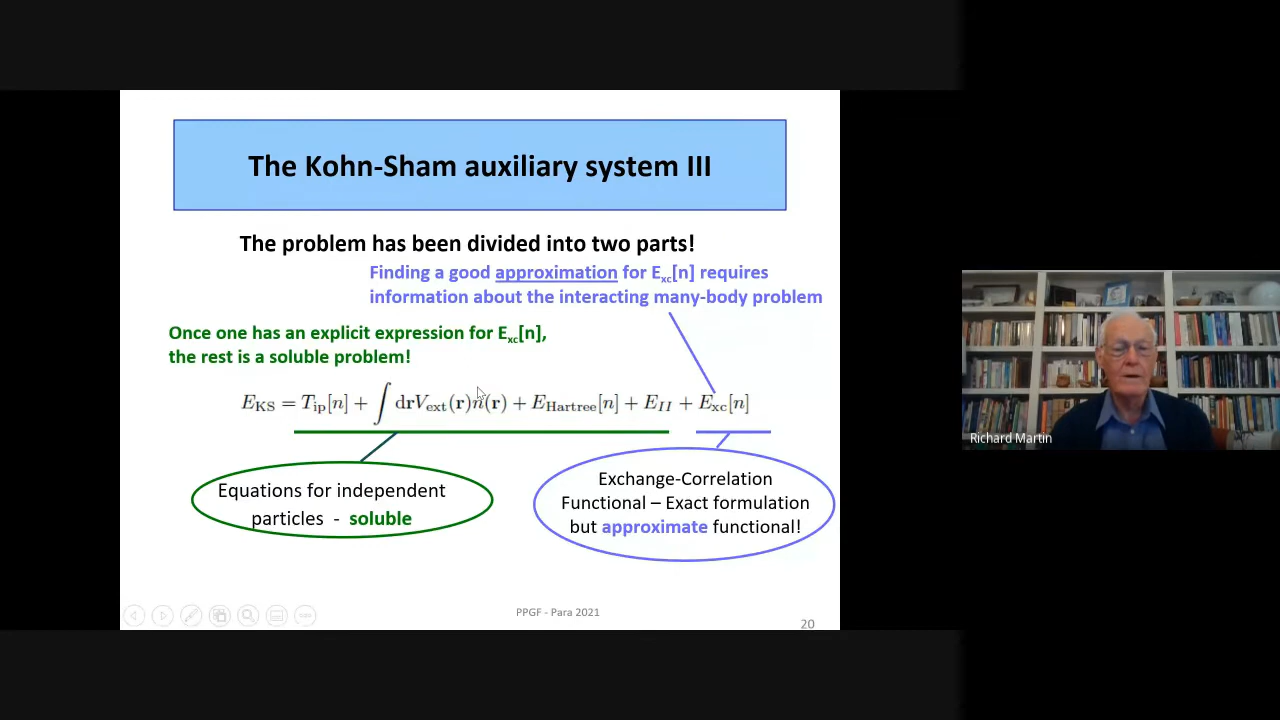 The Kohn-Sham auxiliary system III
The problem has been divided into two parts!
Finding a good approximation for Exc[n] requires
information about the interacting many-body problem
Once one has an explicit expression for Exc[n],
the rest is a soluble problem!
E_KS = T_ip[n] + ∫ drV_ext(r)n(r) + E_Hartree[n] + E_II + E_xc[n]
Equations for independent
particles - soluble
Exchange-Correlation
Functional – Exact formulation
but approximate functional!
PPGF - Para 2021
20
Richard Martin